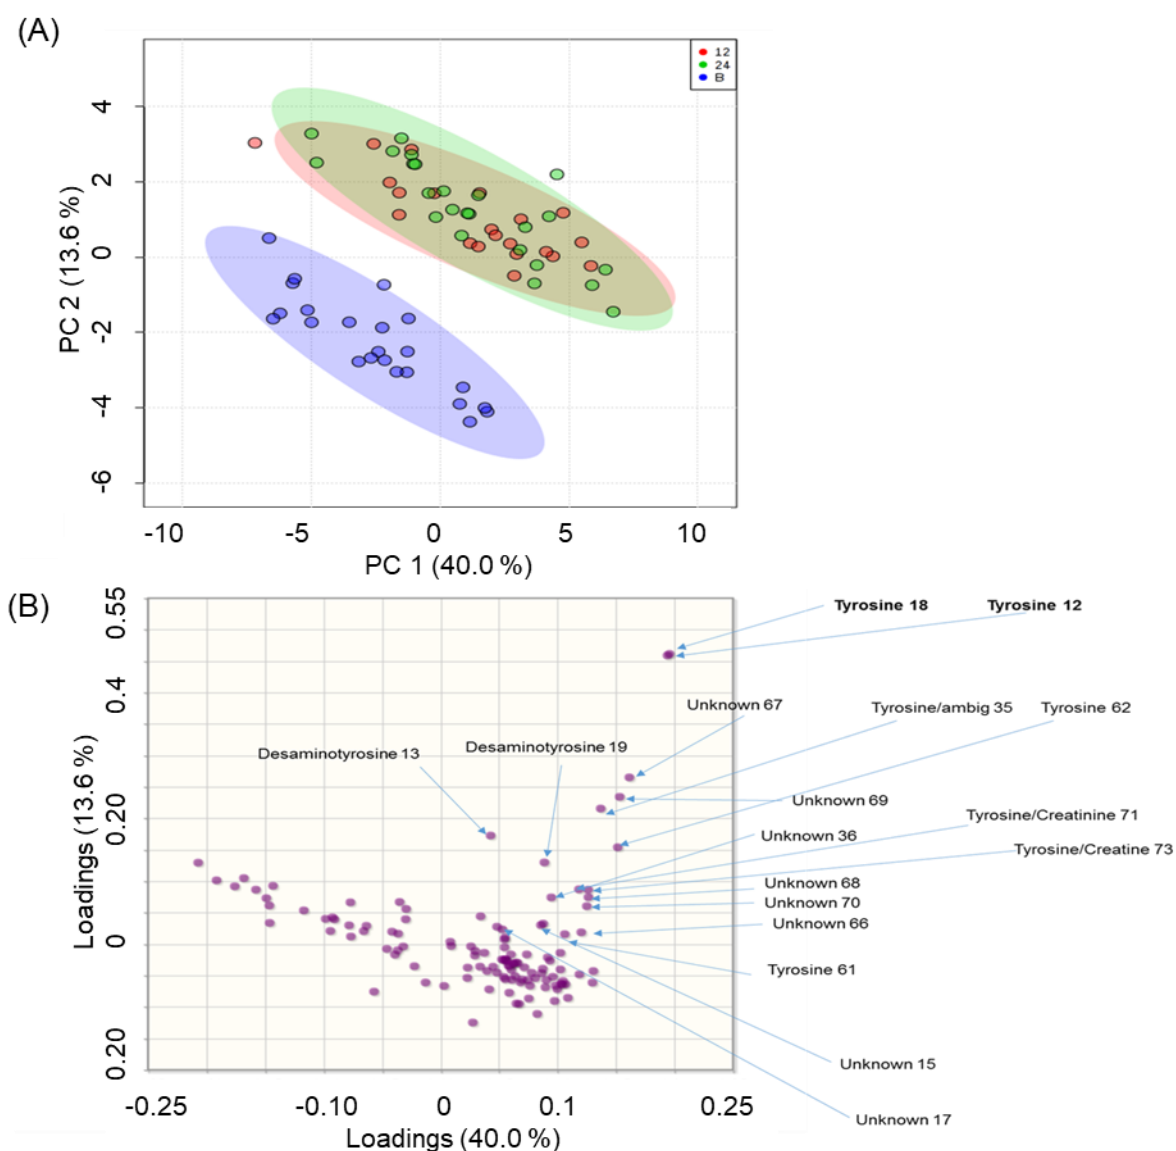 (A)
12
24
B
4
2
0
-2
-4
-6
PC 2 (13.6 %)
-10 -5 0 5 10
PC 1 (40.0 %)
(B)
0.55
0.4
0.20
0
0.20
Loadings (13.6 %)
Tyrosine 18 Tyrosine 12
Unknown 67 Tyrosine/ambig 35 Tyrosine 62
Desaminotyrosine 13 Desaminotyrosine 19
Unknown 69
Tyrosine/Creatinine 71
Unknown 36
Tyrosine/Creatine 73
Unknown 68
Unknown 70
Unknown 66
Tyrosine 61
Unknown 15
Unknown 17
-0.25 -0.10 0 0.1 0.25
Loadings (40.0 %)